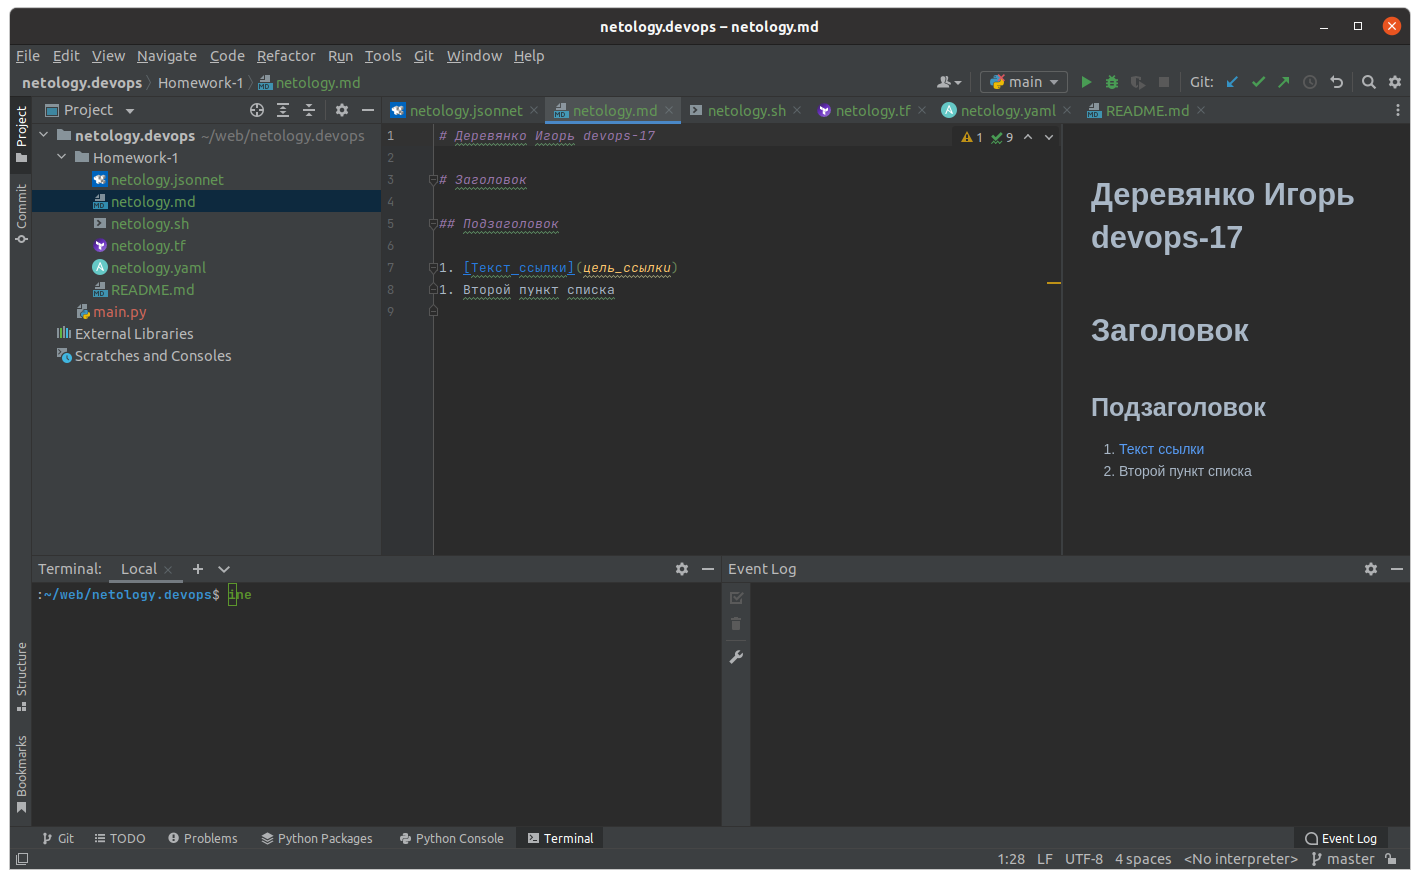 netology.devops – netology.md
File Edit View Navigate Code Refactor Run Tools Git Window Help
netology.devops Homework-1 netology.md
main Git:
Project
netology.jsonnet netology.md netology.sh netology.tf netology.yaml README.md
Project
Commit
Structure
Bookmarks
netology.devops ~/web/netology.devops
Homework-1
netology.jsonnet
netology.md
netology.sh
netology.tf
netology.yaml
README.md
main.py
External Libraries
Scratches and Consoles
1 # Деревянко Игорь devops-17
2
3 # Заголовок
4
5 ## Подзаголовок
6
7 1. [Текст_ссылки](цель_ссылки)
8 1. Второй пункт списка
9
1 9
Деревянко Игорь
devops-17
Заголовок
Подзаголовок
1. Текст ссылки
2. Второй пункт списка
Terminal: Local
:~/web/netology.devops$ ine
Event Log
Git TODO Problems Python Packages Python Console Terminal Event Log
1:28 LF UTF-8 4 spaces <No interpreter> master